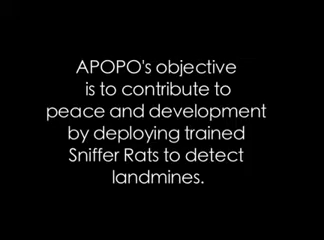 APOPO's objective
is to contribute to
peace and development
by deploying trained
Sniffer Rats to detect
landmines.